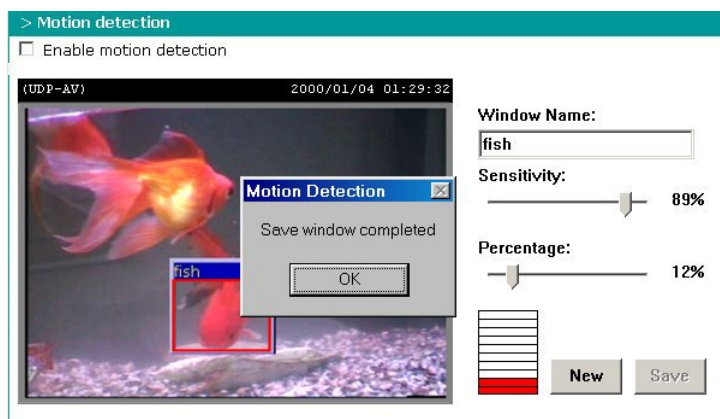 > Motion detection
Enable motion detection
(UDP-AV) 2000/01/04 01:29:32
Window Name:
fish
Sensitivity:
89%
Percentage:
12%
Motion Detection
Save window completed
OK
fish
New Save